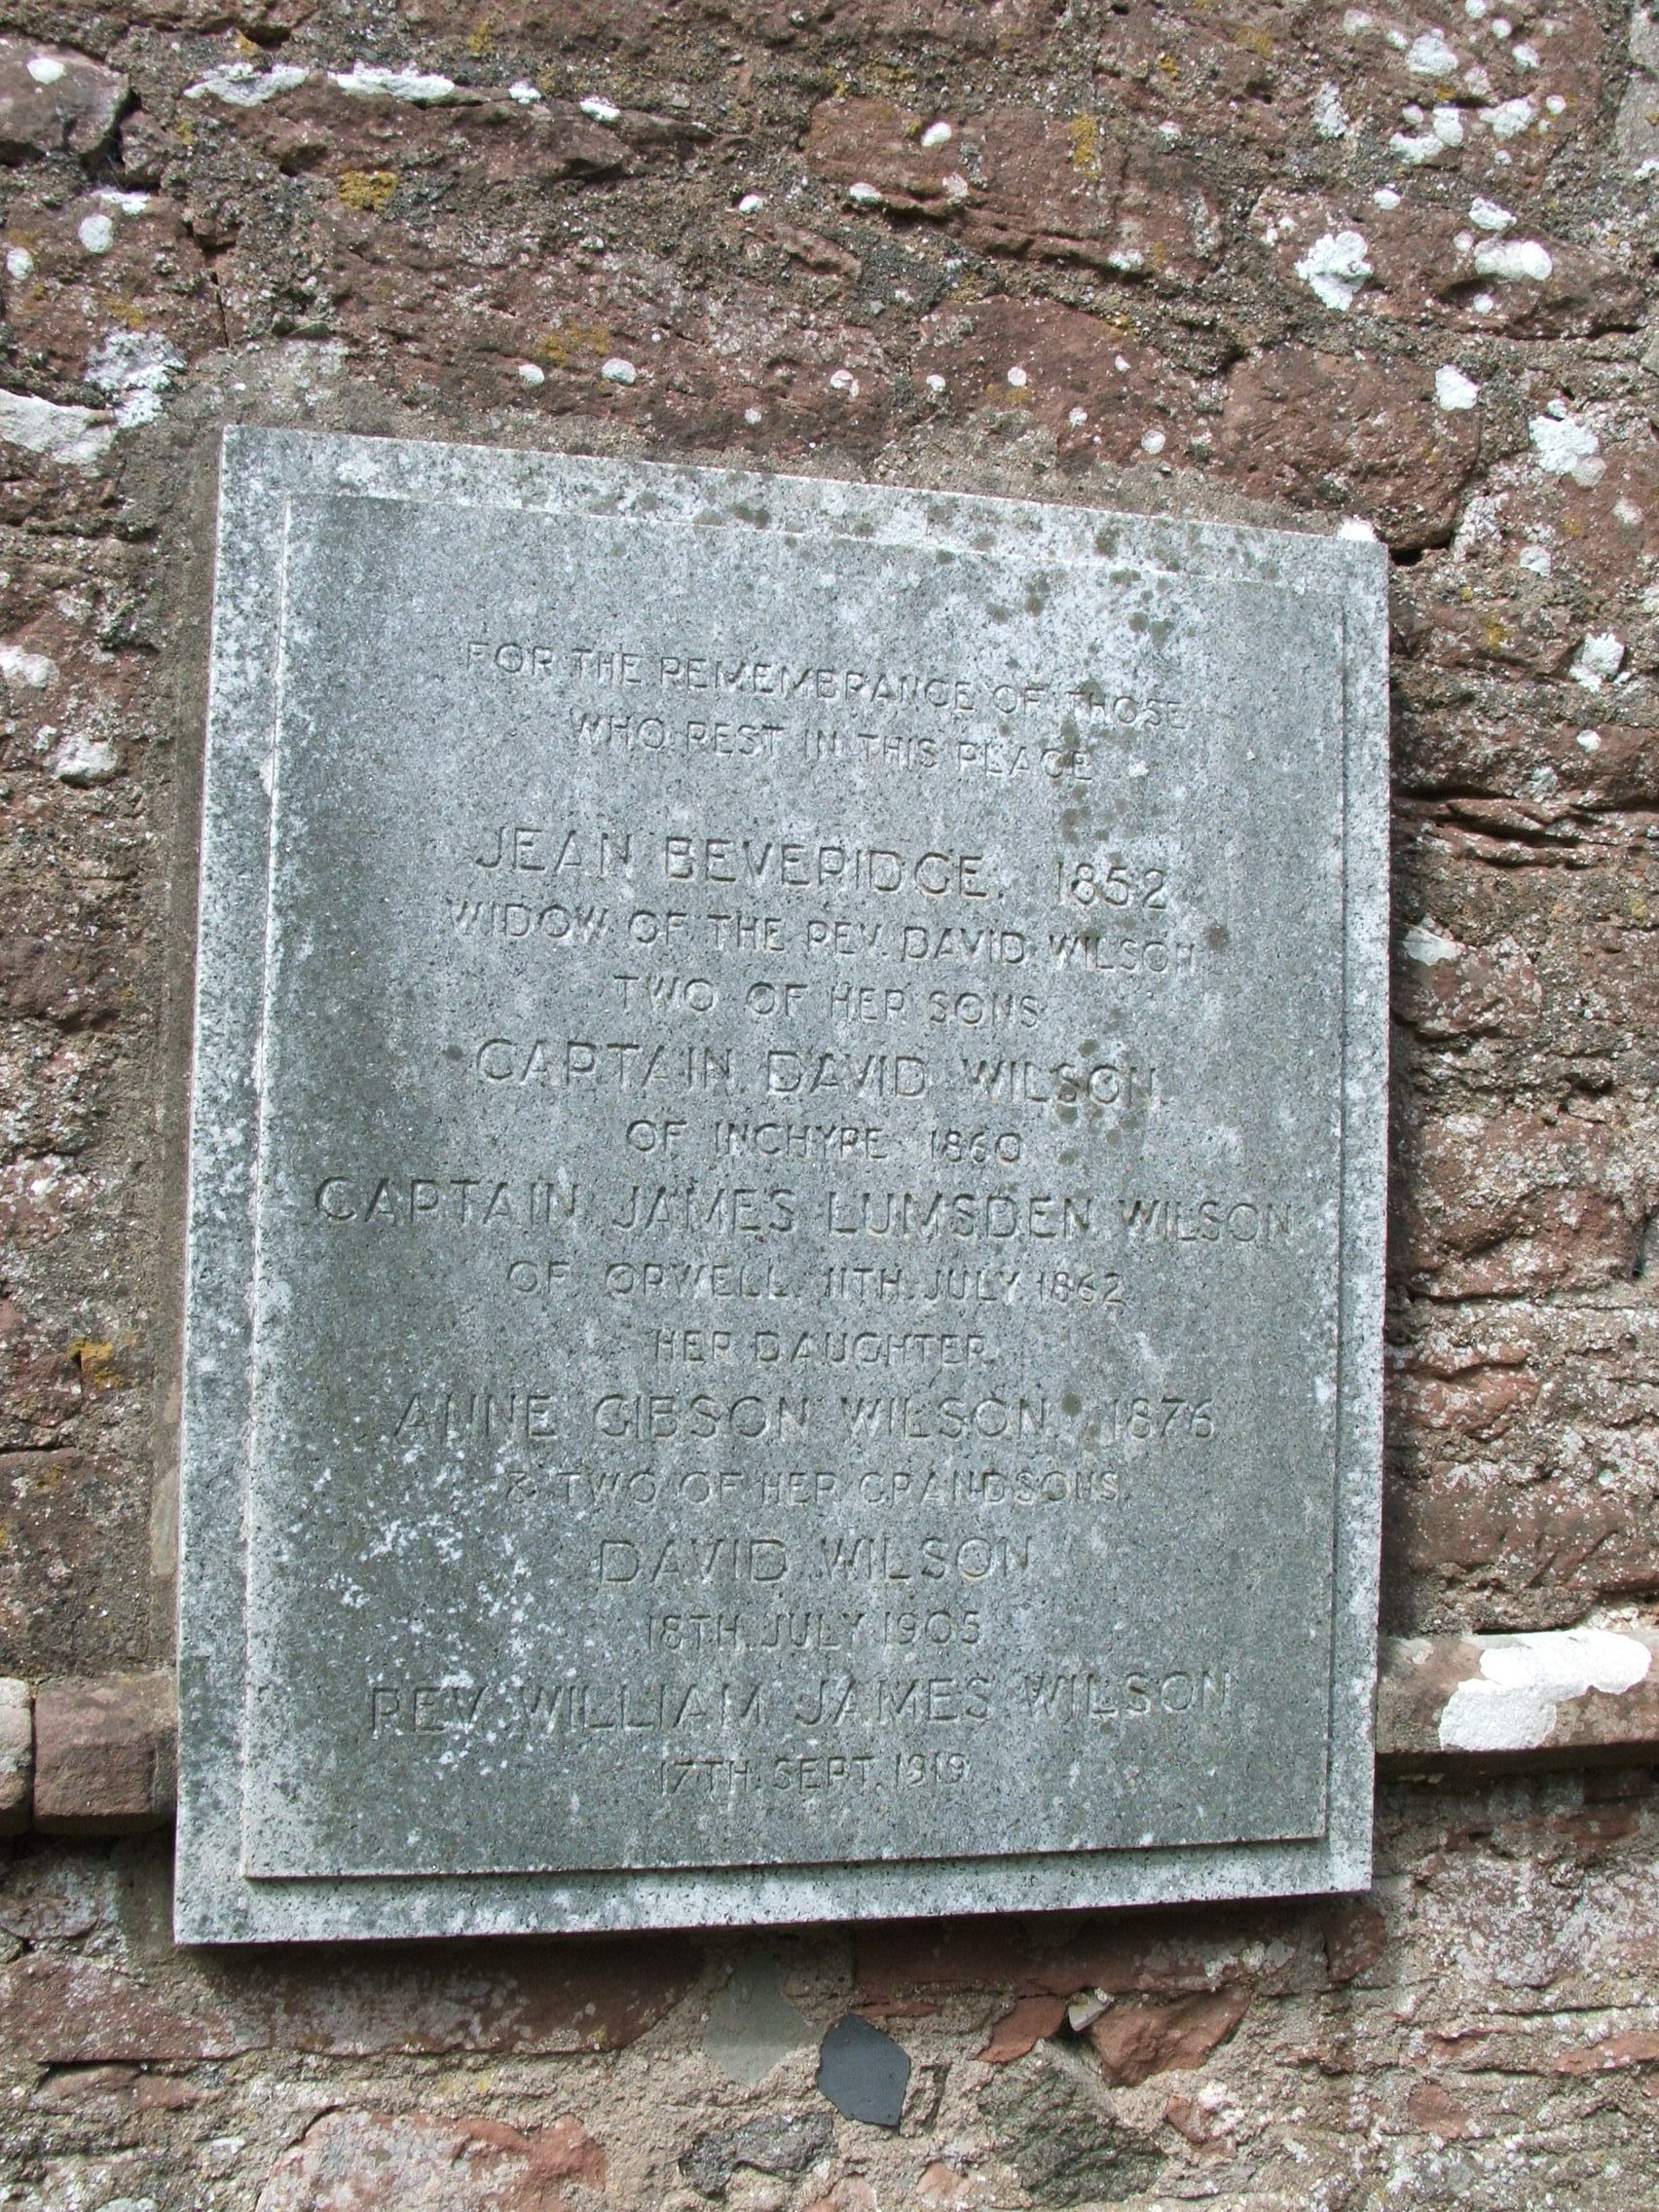 FOR THE REMEMBRANCE OF THOSE
WHO REST IN THIS PLACE
JEAN BEVERIDGE. 1852
WIDOW OF THE REV. DAVID WILSON
TWO OF HER SONS
CAPTAIN DAVID WILSON.
OF INCHYRE 1860
CAPTAIN JAMES LUMSDEN WILSON
OF ORWELL. 11TH JULY 1862
HER DAUGHTER.
ANNE GIBSON WILSON. 1876
& TWO OF HER GRANDSONS.
DAVID WILSON
18TH JULY 1905
REV. WILLIAM JAMES WILSON
17TH SEPT. 1919